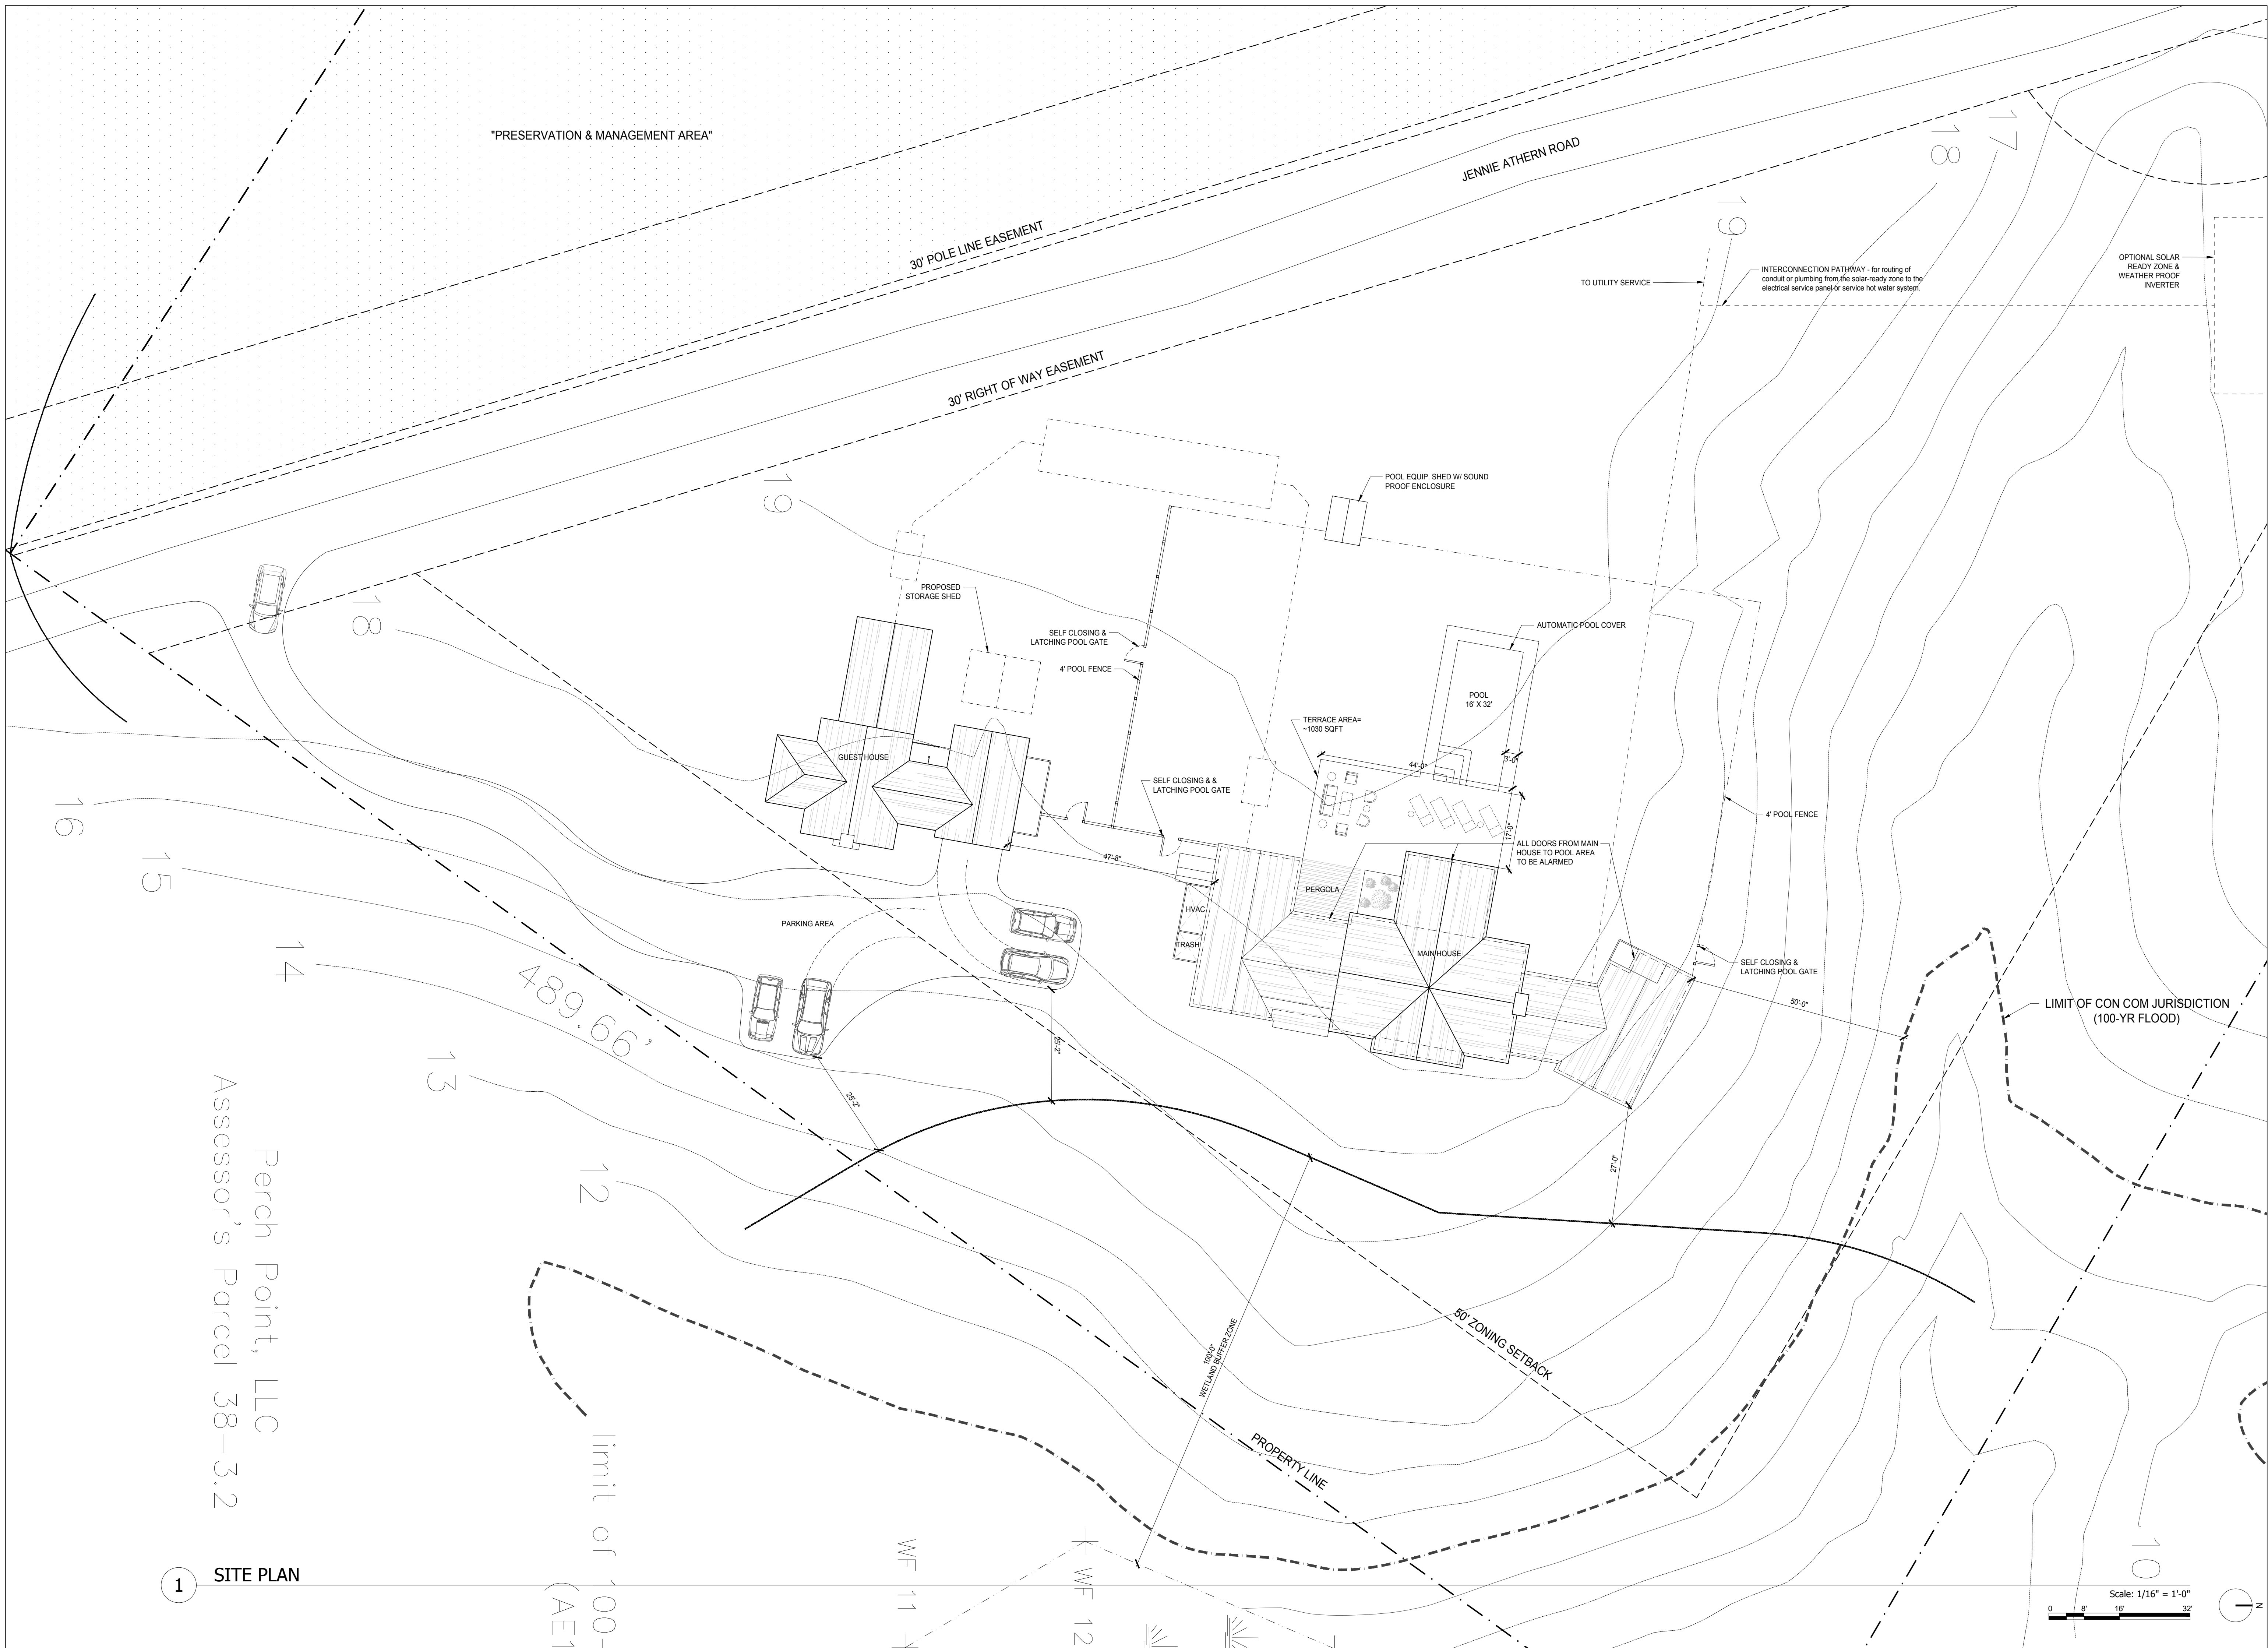 "PRESERVATION & MANAGEMENT AREA"
JENNIE ATHERN ROAD
30' POLE LINE EASEMENT
30' RIGHT OF WAY EASEMENT
17
18
19
OPTIONAL SOLAR
READY ZONE &
WEATHER PROOF
INVERTER
INTERCONNECTION PATHWAY - for routing of
conduit or plumbing from the solar-ready zone to the
electrical service panel or service hot water system.
TO UTILITY SERVICE
19
POOL EQUIP. SHED W/ SOUND
PROOF ENCLOSURE
PROPOSED
STORAGE SHED
18
SELF CLOSING &
LATCHING POOL GATE
4' POOL FENCE
AUTOMATIC POOL COVER
POOL
16' X 32'
TERRACE AREA=
~1030 SQFT
GUEST HOUSE
44'-0"
3'-0"
SELF CLOSING & &
LATCHING POOL GATE
16
4' POOL FENCE
17'-0"
ALL DOORS FROM MAIN
HOUSE TO POOL AREA
TO BE ALARMED
47'-8"
15
PERGOLA
HVAC
PARKING AREA
TRASH
MAIN HOUSE
14
SELF CLOSING &
LATCHING POOL GATE
50'-0"
LIMIT OF CON COM JURISDICTION
(100-YR FLOOD)
489.66'
13
25'-2"
25'-2"
27'-0"
12
Perch Point, LLC
Assessor's Parcel 38-3.2
100'-0"
WETLAND BUFFER ZONE
50' ZONING SETBACK
PROPERTY LINE
limit of 100-
(AE1
WF 11
WF 12
10
1
SITE PLAN
Scale: 1/16" = 1'-0"
0 8' 16' 32'
N